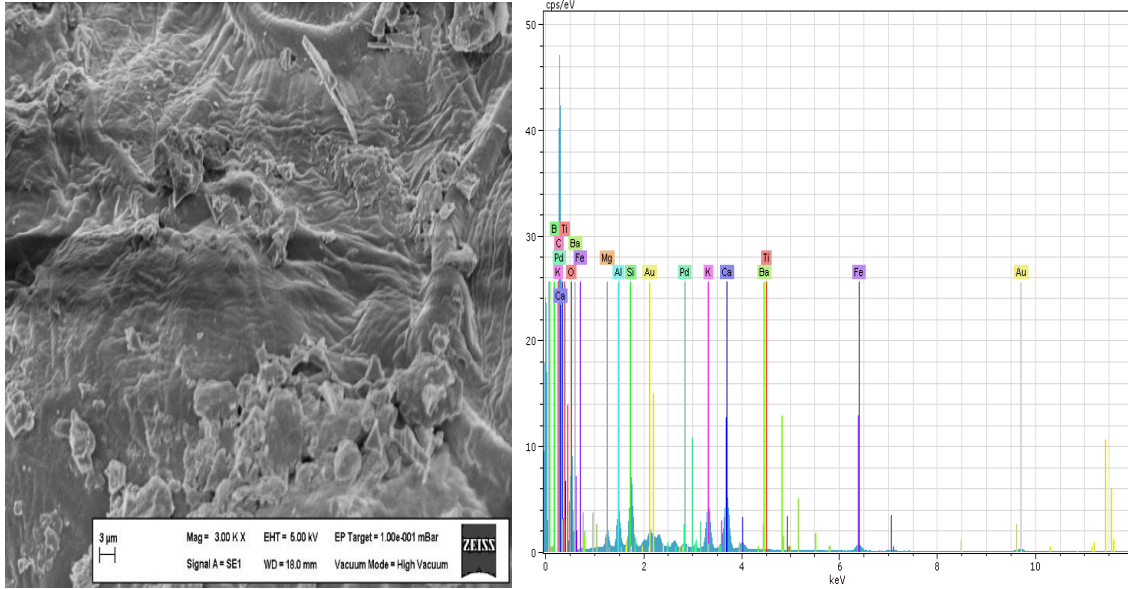 3 µm
Mag = 3.00 K X EHT = 5.00 kV EP Target = 1.00e-001 mBar
Signal A = SE1 WD = 18.0 mm Vacuum Mode = High Vacuum
ZEISS
cps/eV
50
40
30
20
10
0
B Ti
C Ba
Pd Fe Mg Ti
K O Al Si Au Pd K Ca Ba Fe Au
Ca
2 4 6 8 10
keV